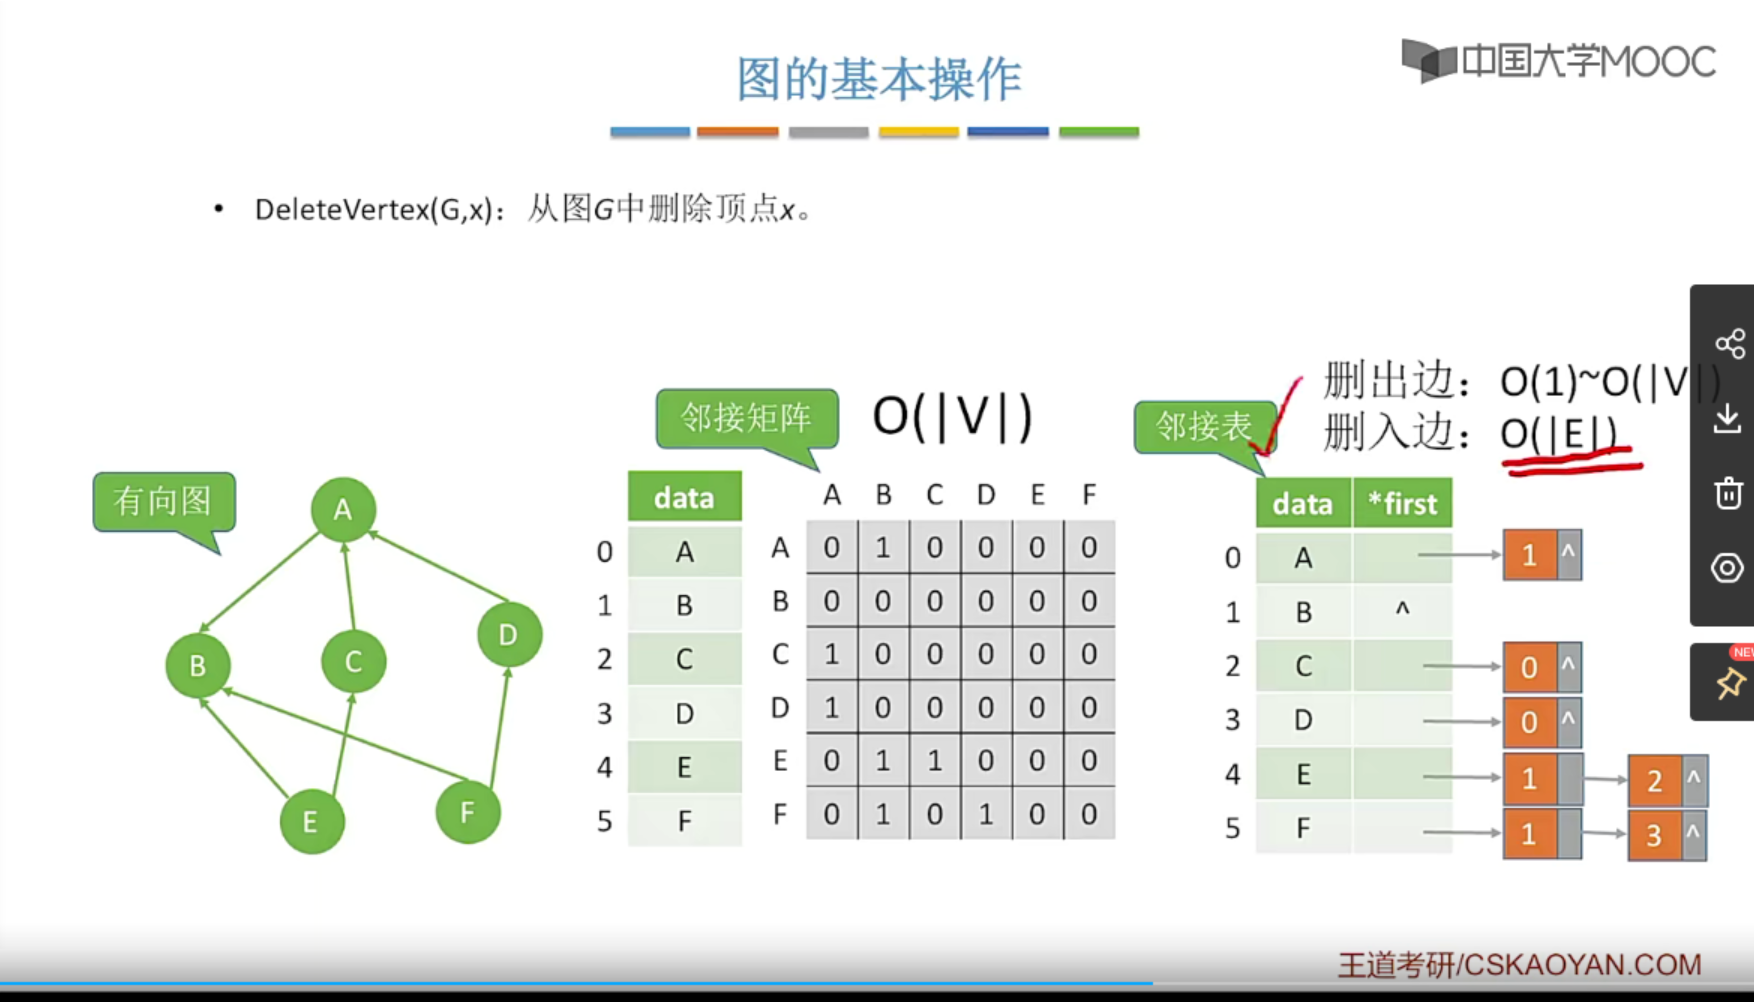 中国大学MOOC
图的基本操作
• DeleteVertex(G,x)：从图G中删除顶点x。
删出边：O(1)~O(|V|)
删入边：O(|E|)
邻接矩阵 O(|V|)
邻接表
有向图
A
B
C
D
E
F
data
0 A
1 B
2 C
3 D
4 E
5 F
A B C D E F
A 0 1 0 0 0 0
B 0 0 0 0 0 0
C 1 0 0 0 0 0
D 1 0 0 0 0 0
E 0 1 1 0 0 0
F 0 1 0 1 0 0
data *first
0 A 1 ^
1 B ^
2 C 0 ^
3 D 0 ^
4 E 1 2 ^
5 F 1 3 ^
王道考研/CSKAOYAN.COM